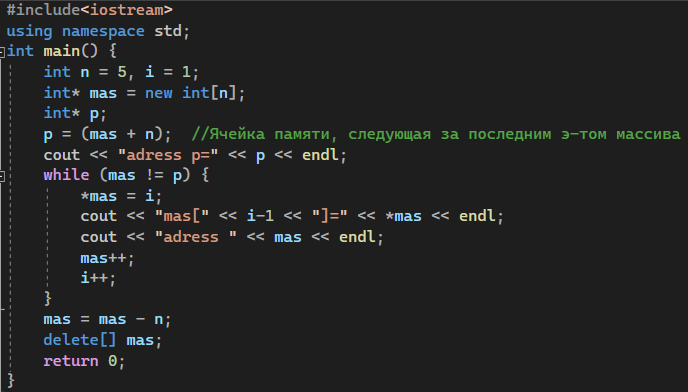 #include<iostream>
using namespace std;
int main() {
    int n = 5, i = 1;
    int* mas = new int[n];
    int* p;
    p = (mas + n);  //Ячейка памяти, следующая за последним э-том массива
    cout << "adress p=" << p << endl;
    while (mas != p) {
        *mas = i;
        cout << "mas[" << i-1 << "]=" << *mas << endl;
        cout << "adress " << mas << endl;
        mas++;
        i++;
    }
    mas = mas - n;
    delete[] mas;
    return 0;
}